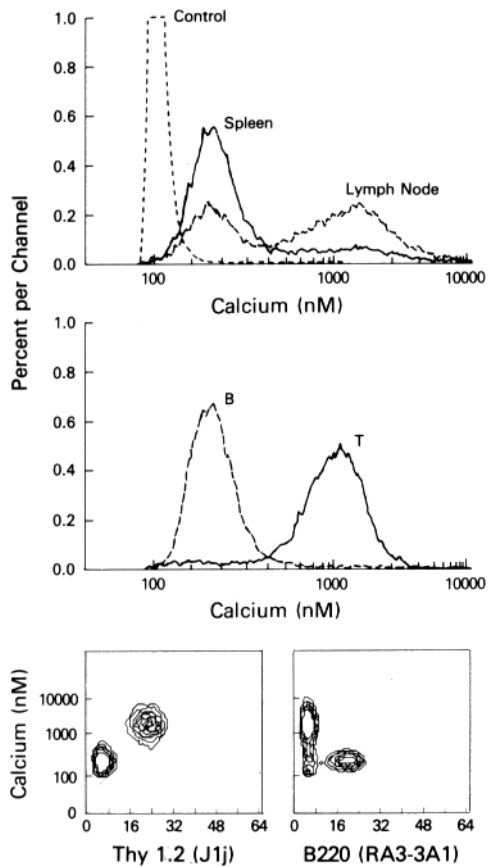 Control
1.0
0.8
0.6
0.4
0.2
0.0
Spleen
Lymph Node
100
1000
10000
Calcium (nM)
Percent per Channel
1.0
0.8
0.6
0.4
0.2
0.0
B
T
100
1000
10000
Calcium (nM)
Calcium (nM)
10000
1000
100
0
0
16
32
48
64
Thy 1.2 (J1j)
0
16
32
48
64
B220 (RA3-3A1)